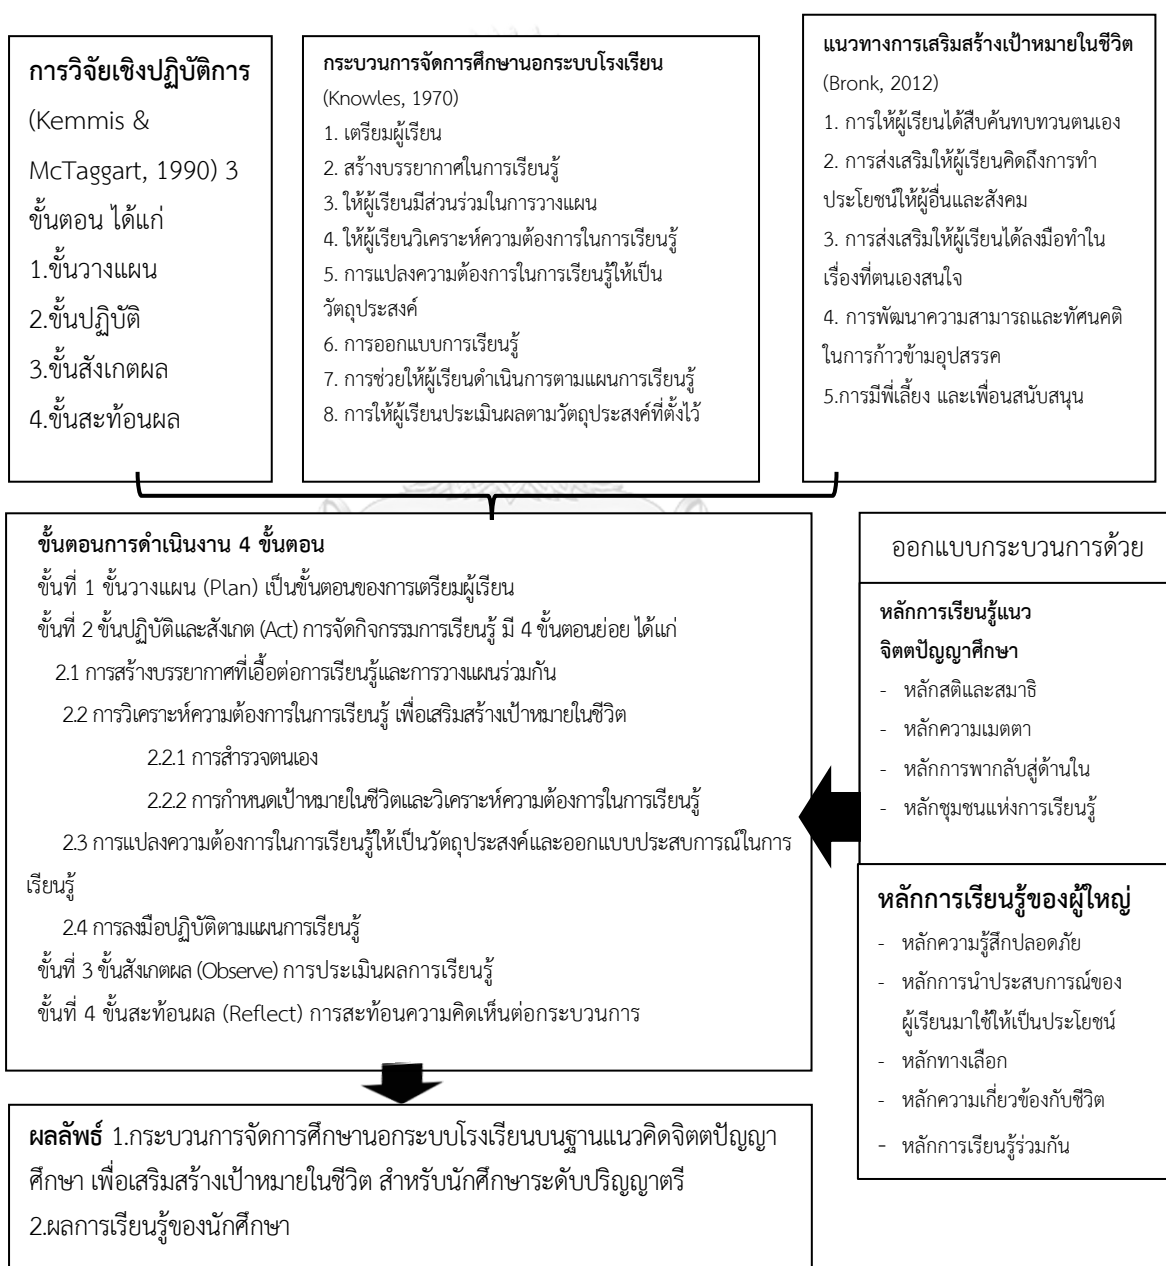 การวิจัยเชิงปฏิบัติการ
(Kemmis &
McTaggart, 1990) 3
ขั้นตอน ได้แก่
1.ขั้นวางแผน
2.ขั้นปฏิบัติ
3.ขั้นสังเกตผล
4.ขั้นสะท้อนผล
กระบวนการจัดการศึกษานอกระบบโรงเรียน
(Knowles, 1970)
1. เตรียมผู้เรียน
2. สร้างบรรยากาศในการเรียนรู้
3. ให้ผู้เรียนมีส่วนร่วมในการวางแผน
4. ให้ผู้เรียนวิเคราะห์ความต้องการในการเรียนรู้
5. การแปลงความต้องการในการเรียนรู้ให้เป็น
วัตถุประสงค์
6. การออกแบบการเรียนรู้
7. การช่วยให้ผู้เรียนดำเนินการตามแผนการเรียนรู้
8. การให้ผู้เรียนประเมินผลตามวัตถุประสงค์ที่ตั้งไว้
แนวทางการเสริมสร้างเป้าหมายในชีวิต
(Bronk, 2012)
1. การให้ผู้เรียนได้สืบค้นทบทวนตนเอง
2. การส่งเสริมให้ผู้เรียนคิดถึงการทำ
ประโยชน์ให้ผู้อื่นและสังคม
3. การส่งเสริมให้ผู้เรียนได้ลงมือทำใน
เรื่องที่ตนเองสนใจ
4. การพัฒนาความสามารถและทัศนคติ
ในการก้าวข้ามอุปสรรค
5.การมีพี่เลี้ยง และเพื่อนสนับสนุน
ขั้นตอนการดำเนินงาน 4 ขั้นตอน
ขั้นที่ 1 ขั้นวางแผน (Plan) เป็นขั้นตอนของการเตรียมผู้เรียน
ขั้นที่ 2 ขั้นปฏิบัติและสังเกต (Act) การจัดกิจกรรมการเรียนรู้ มี 4 ขั้นตอนย่อย ได้แก่
2.1 การสร้างบรรยากาศที่เอื้อต่อการเรียนรู้และการวางแผนร่วมกัน
2.2 การวิเคราะห์ความต้องการในการเรียนรู้ เพื่อเสริมสร้างเป้าหมายในชีวิต
2.2.1 การสำรวจตนเอง
2.2.2 การกำหนดเป้าหมายในชีวิตและวิเคราะห์ความต้องการในการเรียนรู้
2.3 การแปลงความต้องการในการเรียนรู้ให้เป็นวัตถุประสงค์และออกแบบประสบการณ์ในการ
เรียนรู้
2.4 การลงมือปฏิบัติตามแผนการเรียนรู้
ขั้นที่ 3 ขั้นสังเกตผล (Observe) การประเมินผลการเรียนรู้
ขั้นที่ 4 ขั้นสะท้อนผล (Reflect) การสะท้อนความคิดเห็นต่อกระบวนการ
ออกแบบกระบวนการด้วย
หลักการเรียนรู้แนว
จิตตปัญญาศึกษา
- หลักสติและสมาธิ
- หลักความเมตตา
- หลักการพากลับสู่ด้านใน
- หลักชุมชนแห่งการเรียนรู้
หลักการเรียนรู้ของผู้ใหญ่
- หลักความรู้สึกปลอดภัย
- หลักการนำประสบการณ์ของ
ผู้เรียนมาใช้ให้เป็นประโยชน์
- หลักทางเลือก
- หลักความเกี่ยวข้องกับชีวิต
- หลักการเรียนรู้ร่วมกัน
ผลลัพธ์ 1.กระบวนการจัดการศึกษานอกระบบโรงเรียนบนฐานแนวคิดจิตตปัญญา
ศึกษา เพื่อเสริมสร้างเป้าหมายในชีวิต สำหรับนักศึกษาระดับปริญญาตรี
2.ผลการเรียนรู้ของนักศึกษา